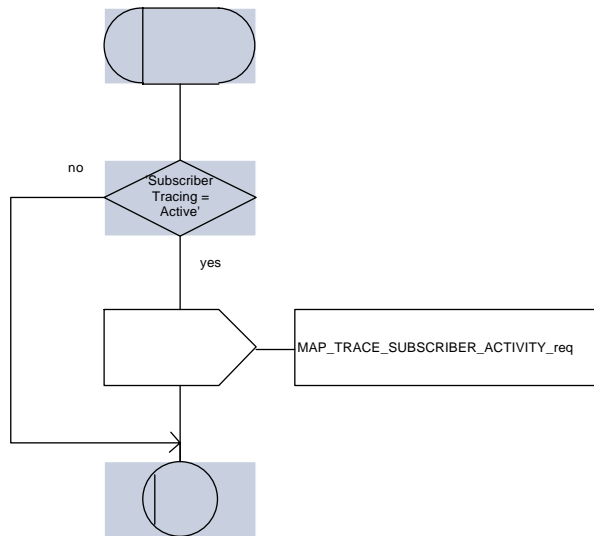 no
'Subscriber
Tracing =
Active'
yes
MAP_TRACE_SUBSCRIBER_ACTIVITY_req